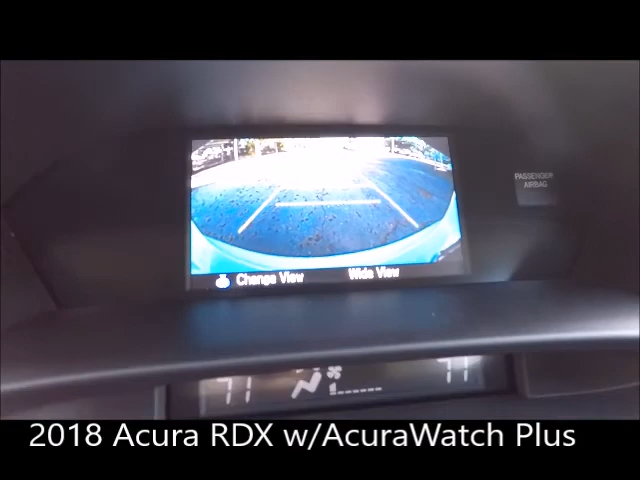 PASSENGER
AIRBAG
Change View Wide View
71 71
2018 Acura RDX w/AcuraWatch Plus